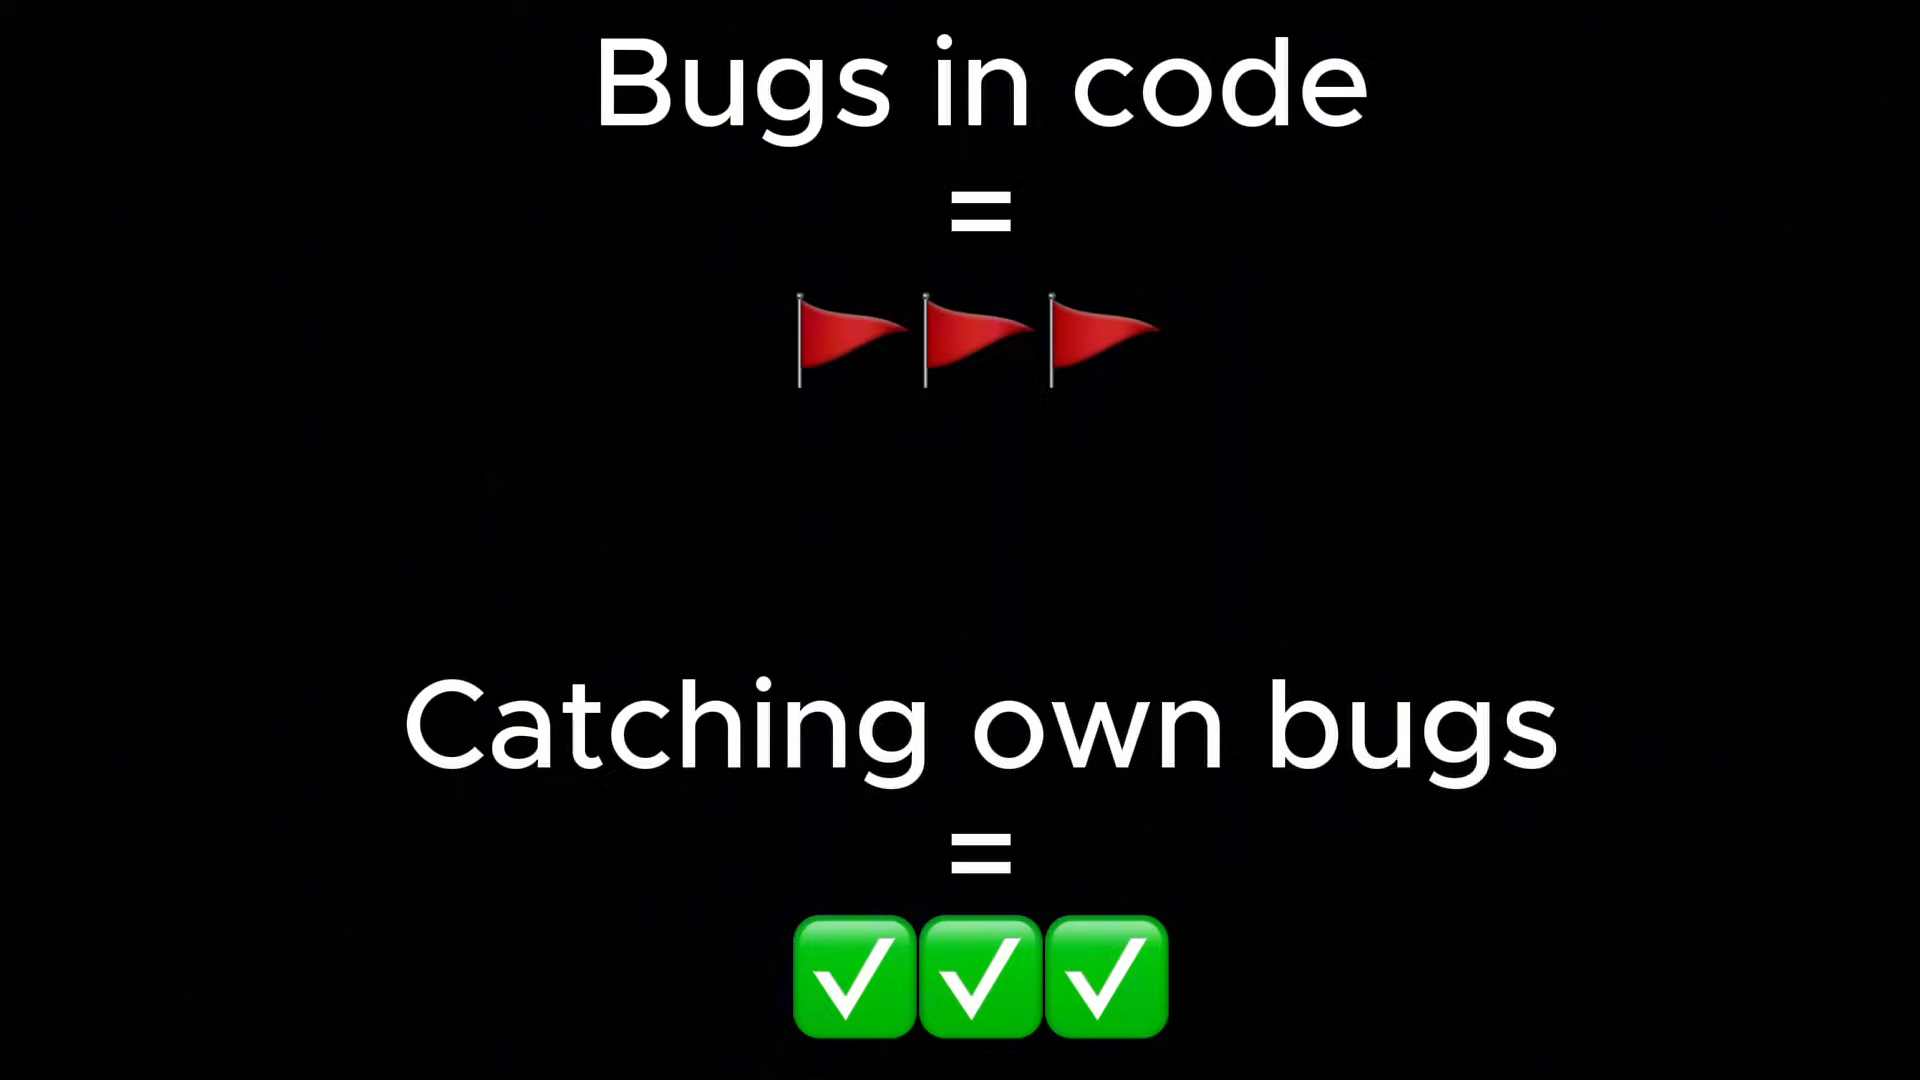 Bugs in code
=
🚩🚩🚩
Catching own bugs
=
✅✅✅